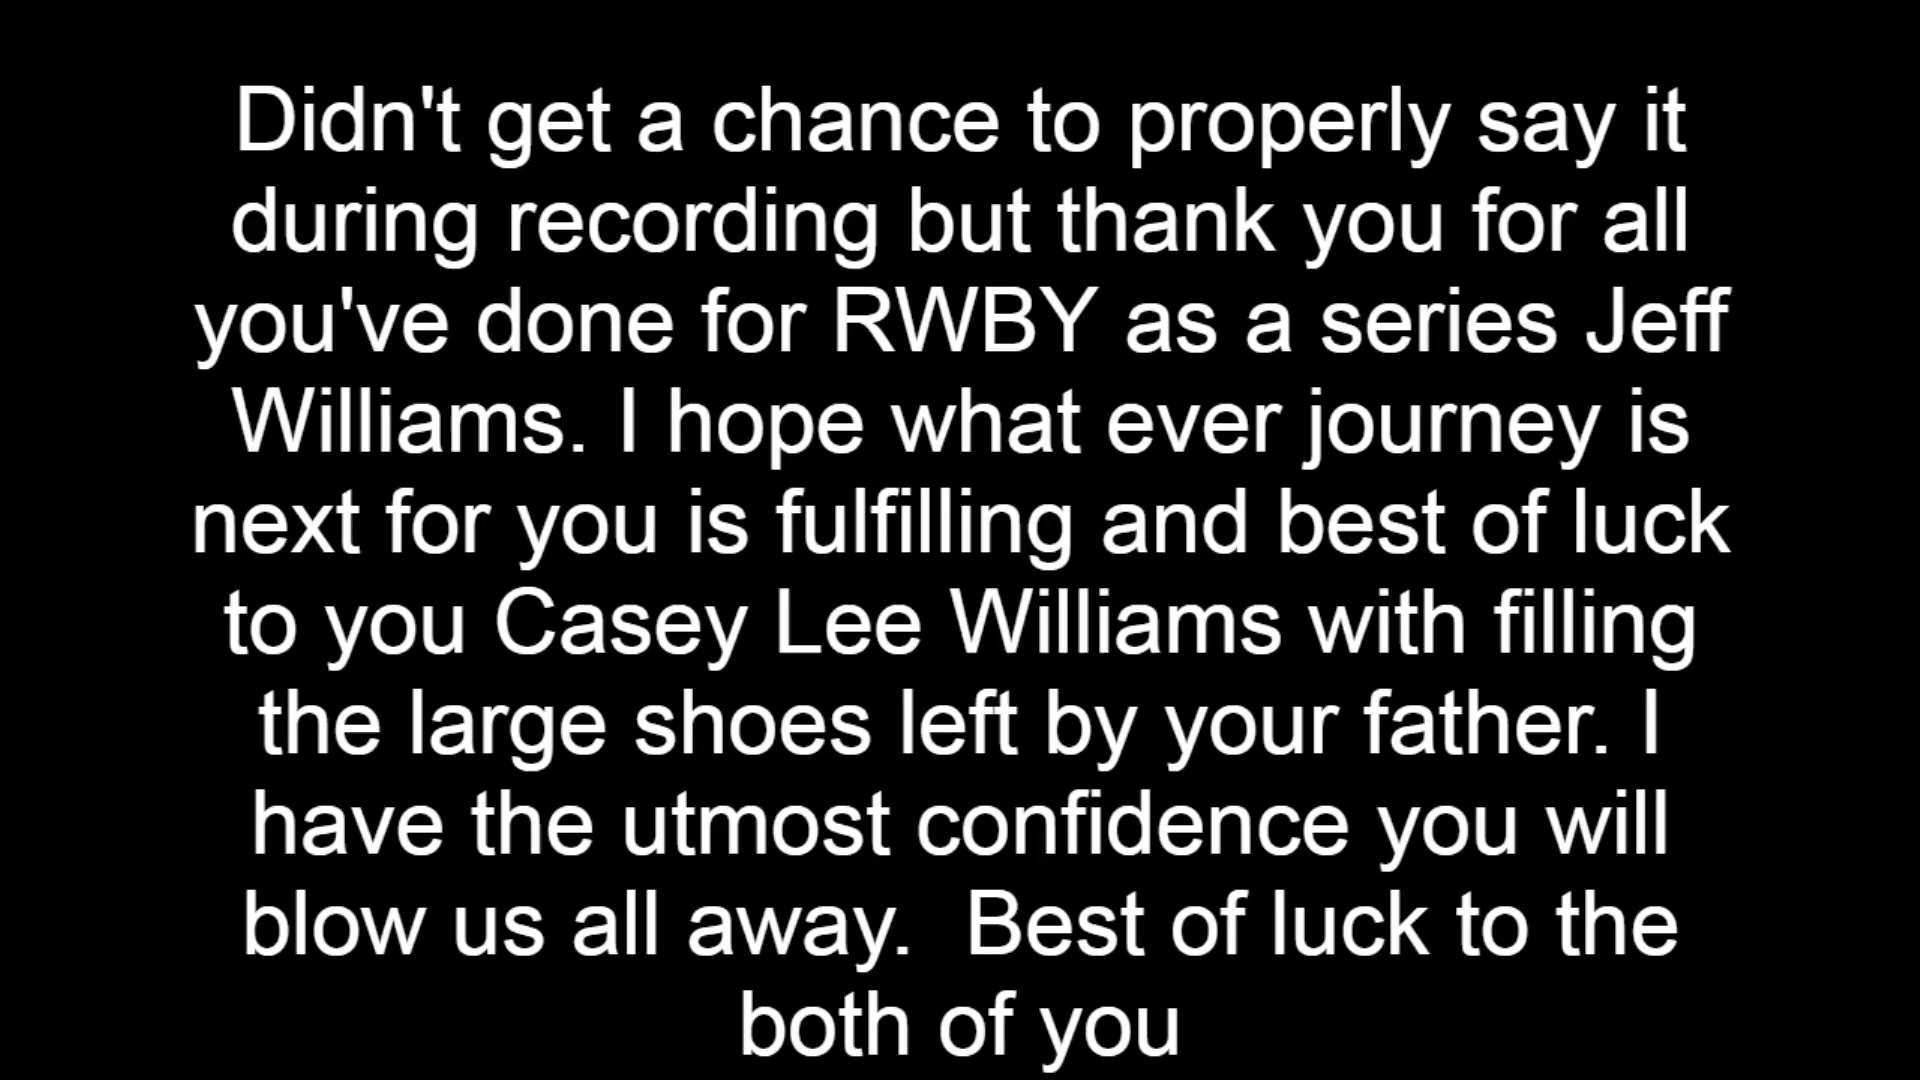 Didn't get a chance to properly say it
during recording but thank you for all
you've done for RWBY as a series Jeff
Williams. I hope what ever journey is
next for you is fulfilling and best of luck
to you Casey Lee Williams with filling
the large shoes left by your father. I
have the utmost confidence you will
blow us all away.  Best of luck to the
both of you